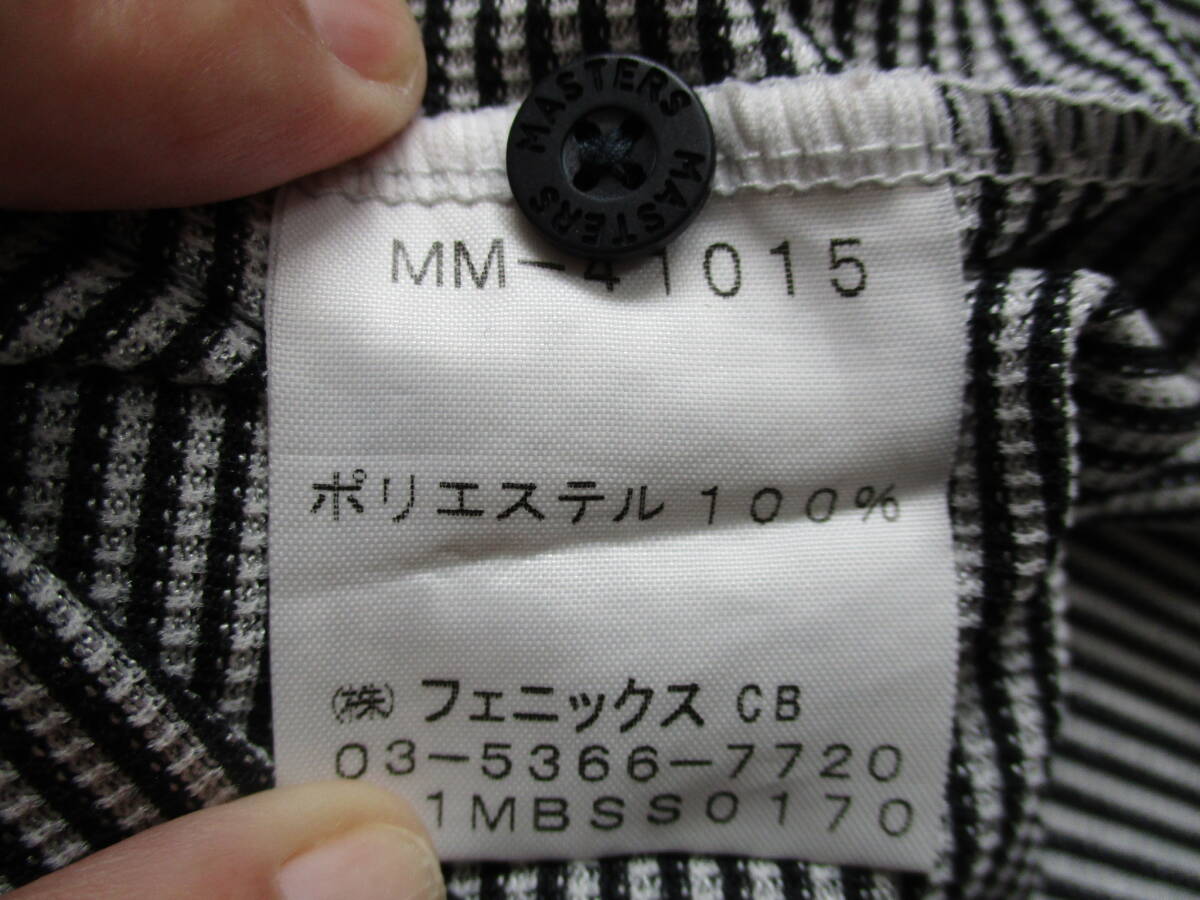 MASTERS MASTERS
MM-41015
ポリエステル 100%
㈱ フェニックス CB
03-5366-7720
1MBSS0170